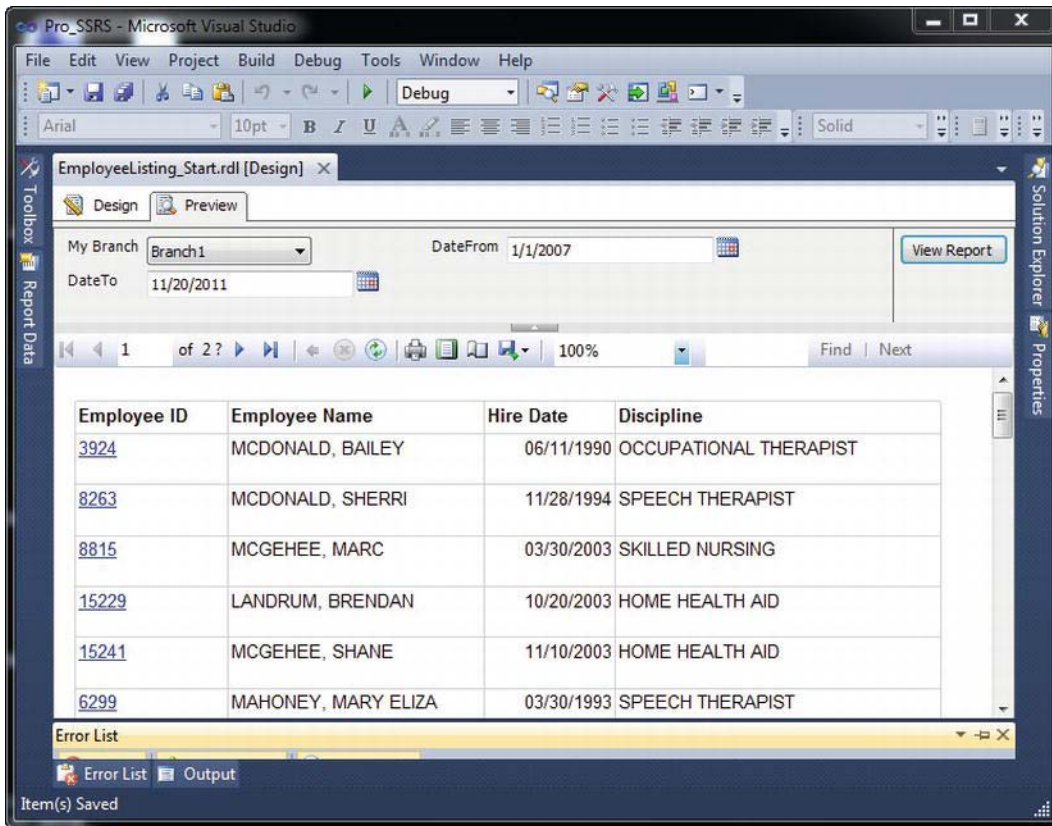 Pro_SSRS - Microsoft Visual Studio
File Edit View Project Build Debug Tools Window Help
Debug
Arial 10pt B I U A Solid
EmployeeListing_Start.rdl [Design]
Design Preview
My Branch Branch1 DateFrom 1/1/2007 View Report
DateTo 11/20/2011
1 of 2 ? 100% Find | Next
Employee ID Employee Name Hire Date Discipline
3924 MCDONALD, BAILEY 06/11/1990 OCCUPATIONAL THERAPIST
8263 MCDONALD, SHERRI 11/28/1994 SPEECH THERAPIST
8815 MCGEHEE, MARC 03/30/2003 SKILLED NURSING
15229 LANDRUM, BRENDAN 10/20/2003 HOME HEALTH AID
15241 MCGEHEE, SHANE 11/10/2003 HOME HEALTH AID
6299 MAHONEY, MARY ELIZA 03/30/1993 SPEECH THERAPIST
Error List
Error List Output
Item(s) Saved
Toolbox
Report Data
Solution Explorer
Properties